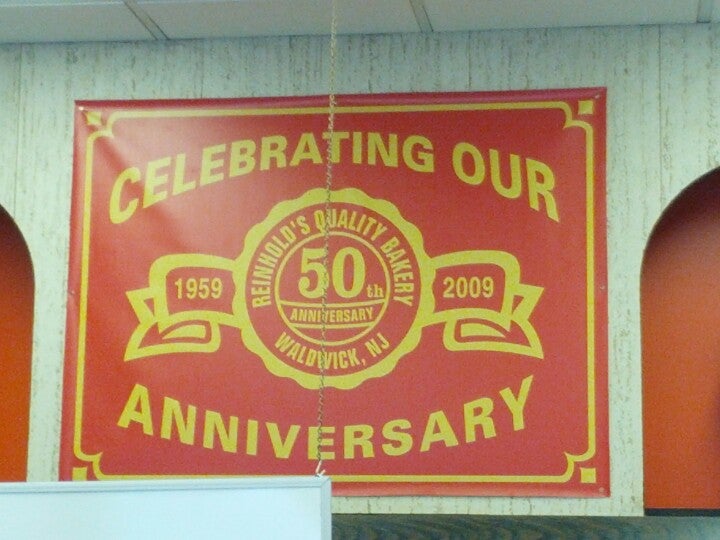 CELEBRATING OUR
REINHOLD'S QUALITY BAKERY
1959
50th
2009
ANNIVERSARY
WALDWICK, NJ
ANNIVERSARY